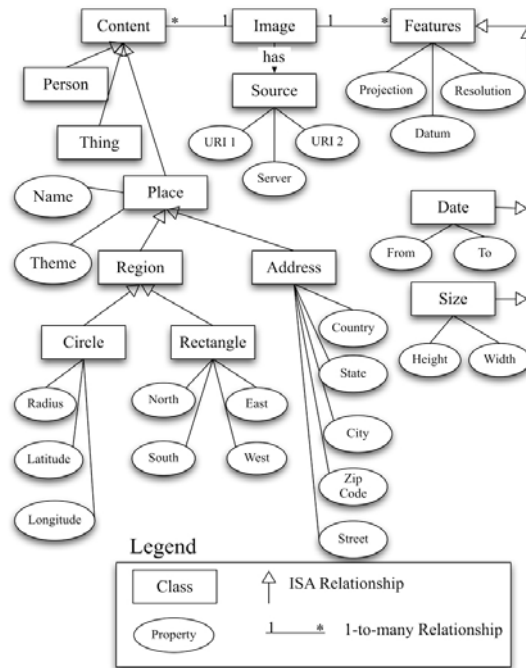 Content
*
1
Image
1
*
Features
has
Person
Source
Projection
Resolution
Thing
URI 1
URI 2
Datum
Server
Name
Place
Date
Theme
From
To
Region
Address
Size
Country
Circle
Rectangle
Height
Width
State
Radius
North
East
City
Latitude
South
West
Zip
Code
Longitude
Street
Legend
Class
ISA Relationship
Property
1
*
1-to-many Relationship